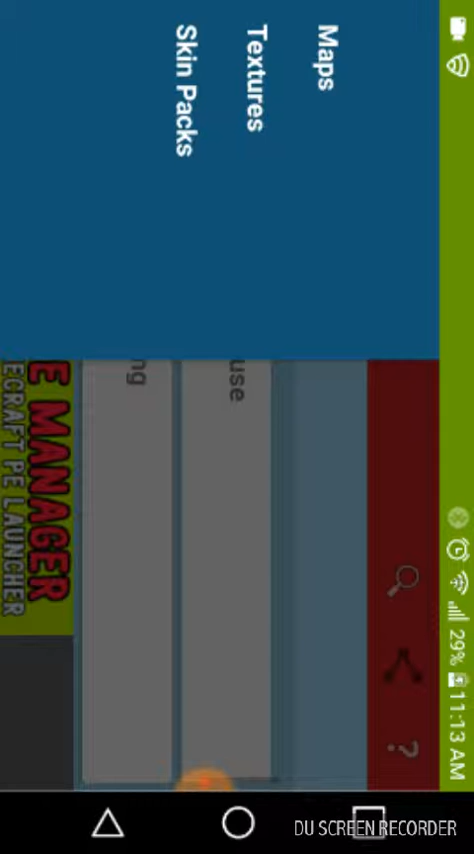 29% 11:13 AM
?
Maps
Textures
Skin Packs
use
ng
E MANAGER
ECRAFT PE LAUNCHER
DU SCREEN RECORDER